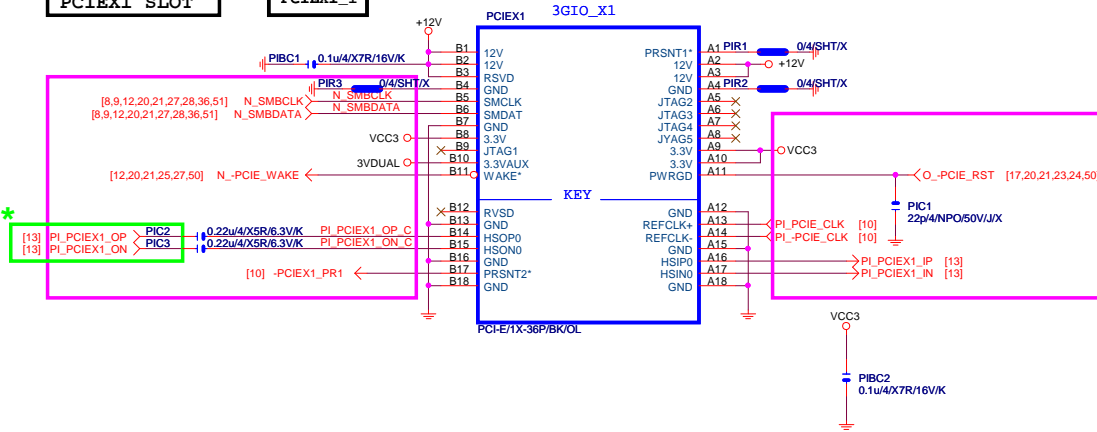 PCIEX1 SLOT
PCIEX1_1
+12V
PCIEX1
3GIO_X1
PIBC1 0.1u/4/X7R/16V/K
B1 12V
B2 12V
B3 RSVD
PIR3 0/4/SHT/X
B4 GND
[8,9,12,20,21,27,28,36,51] N_SMBCLK N_SMBCLK B5 SMCLK
[8,9,12,20,21,27,28,36,51] N_SMBDATA N_SMBDATA B6 SMDAT
B7 GND
VCC3 B8 3.3V
B9 JTAG1
3VDUAL B10 3.3VAUX
[12,20,21,25,27,50] N_-PCIE_WAKE B11 WAKE*
KEY
B12 RVSD
B13 GND
*
[13] PI_PCIEX1_OP PIC2 0.22u/4/X5R/6.3V/K PI_PCIEX1_OP_C B14 HSOP0
[13] PI_PCIEX1_ON PIC3 0.22u/4/X5R/6.3V/K PI_PCIEX1_ON_C B15 HSON0
B16 GND
[10] -PCIEX1_PR1 B17 PRSNT2*
B18 GND
PRSNT1* A1 PIR1 0/4/SHT/X
12V A2 +12V
12V A3
GND A4 PIR2 0/4/SHT/X
JTAG2 A5
JTAG3 A6
JTAG4 A7
JYAG5 A8
3.3V A9 VCC3
3.3V A10
PWRGD A11 O_-PCIE_RST [17,20,21,23,24,50]
PIC1
22p/4/NPO/50V/J/X
GND A12
REFCLK+ A13 PI_PCIE_CLK [10]
REFCLK- A14 PI_-PCIE_CLK [10]
GND A15
HSIP0 A16 PI_PCIEX1_IP [13]
HSIN0 A17 PI_PCIEX1_IN [13]
GND A18
PCI-E/1X-36P/BK/OL
VCC3
PIBC2
0.1u/4/X7R/16V/K